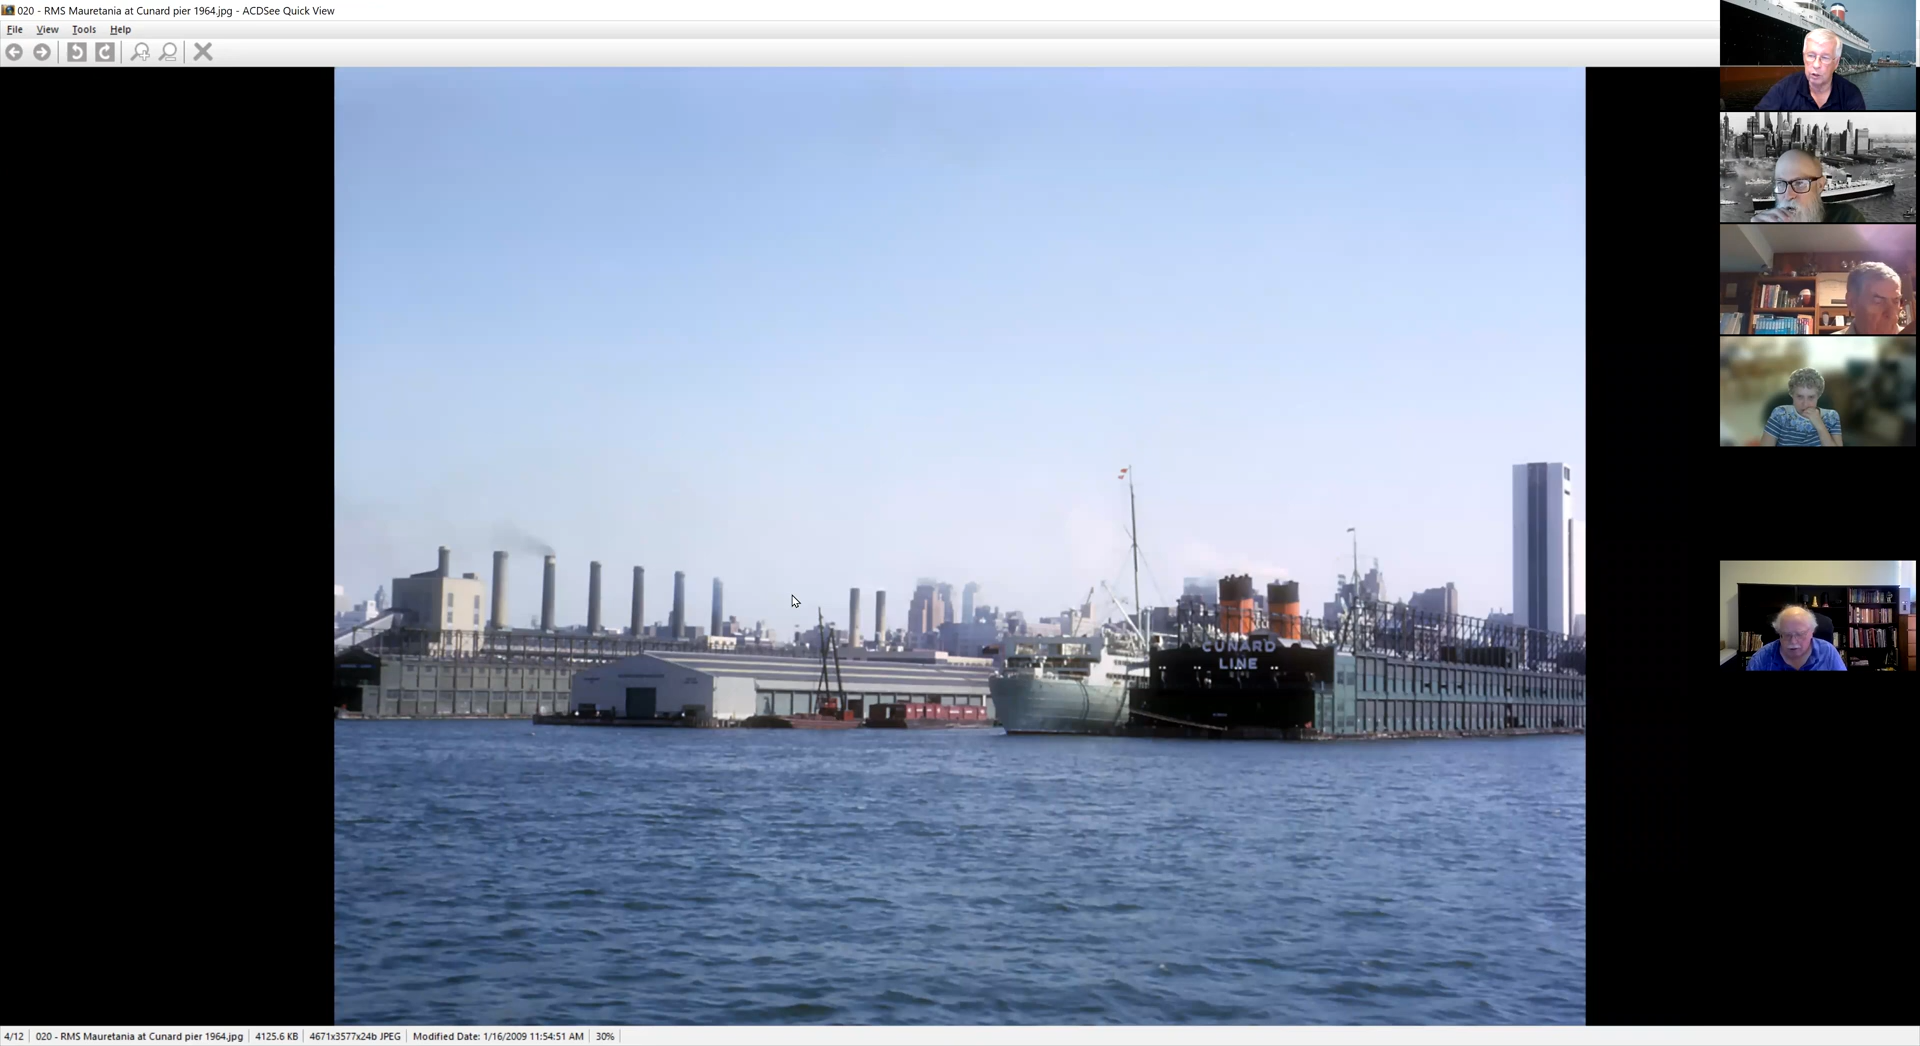 020 - RMS Mauretania at Cunard pier 1964.jpg - ACDSee Quick View
File View Tools Help
CUNARD
LINE
4/12 020 - RMS Mauretania at Cunard pier 1964.jpg 4125.6 KB 4671x3577x24b JPEG Modified Date: 1/16/2009 11:54:51 AM 30%